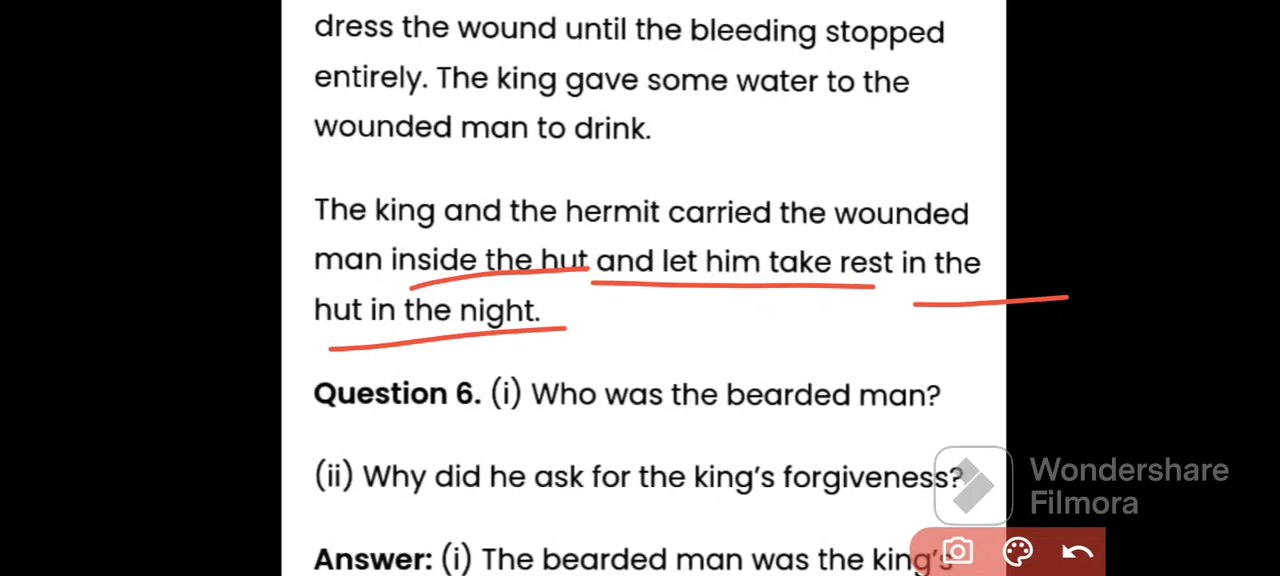 dress the wound until the bleeding stopped
entirely. The king gave some water to the
wounded man to drink.
The king and the hermit carried the wounded
man inside the hut and let him take rest in the
hut in the night.
Question 6. (i) Who was the bearded man?
(ii) Why did he ask for the king's forgiveness?
Wondershare
Filmora
Answer: (i) The bearded man was the king's